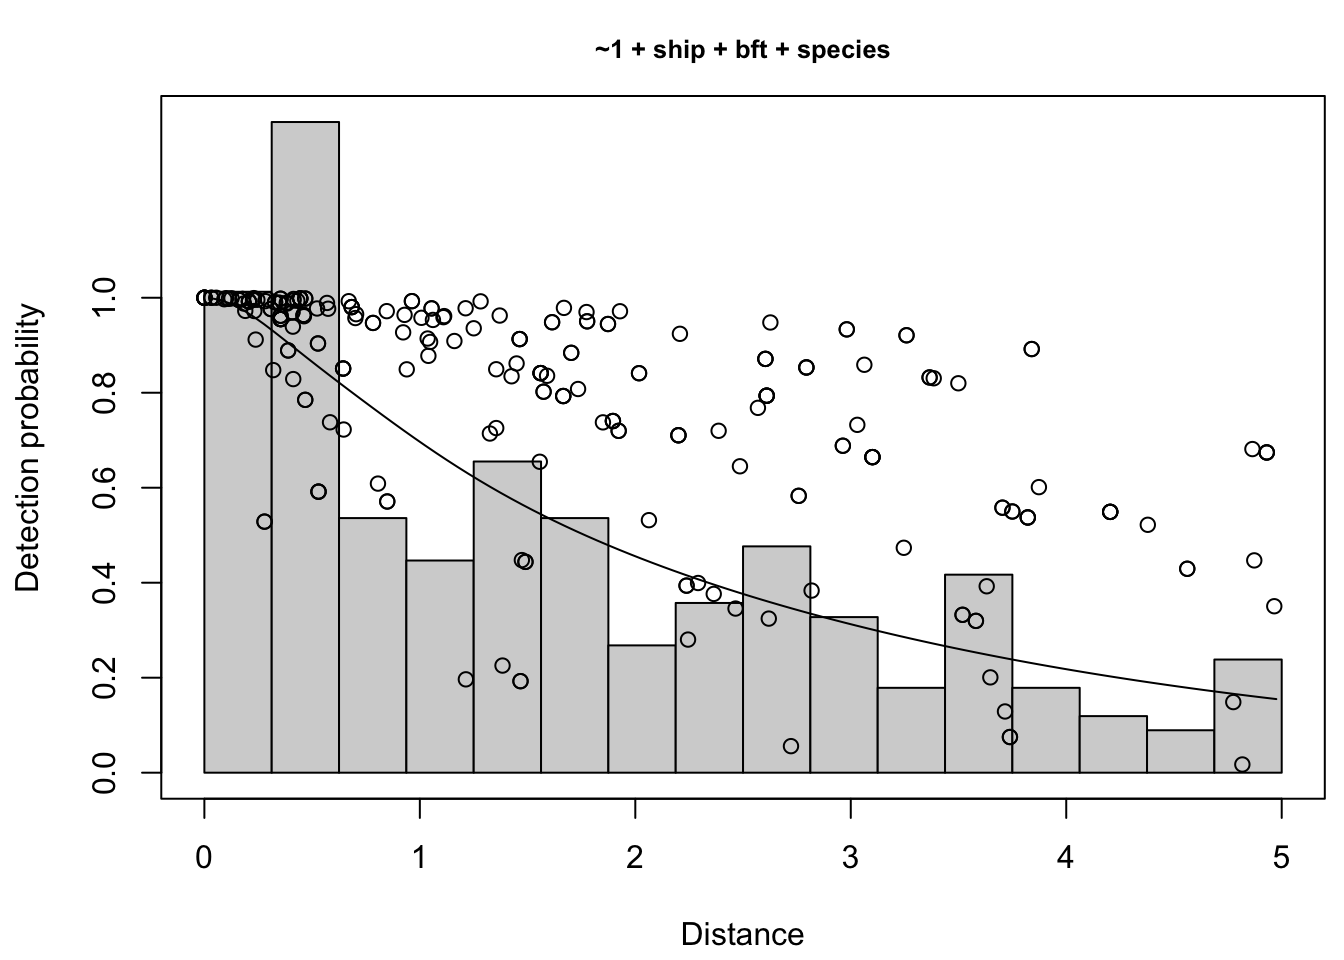 ~1 + ship + bft + species
Detection probability
1.0
0.8
0.6
0.4
0.2
0.0
0 1 2 3 4 5
Distance